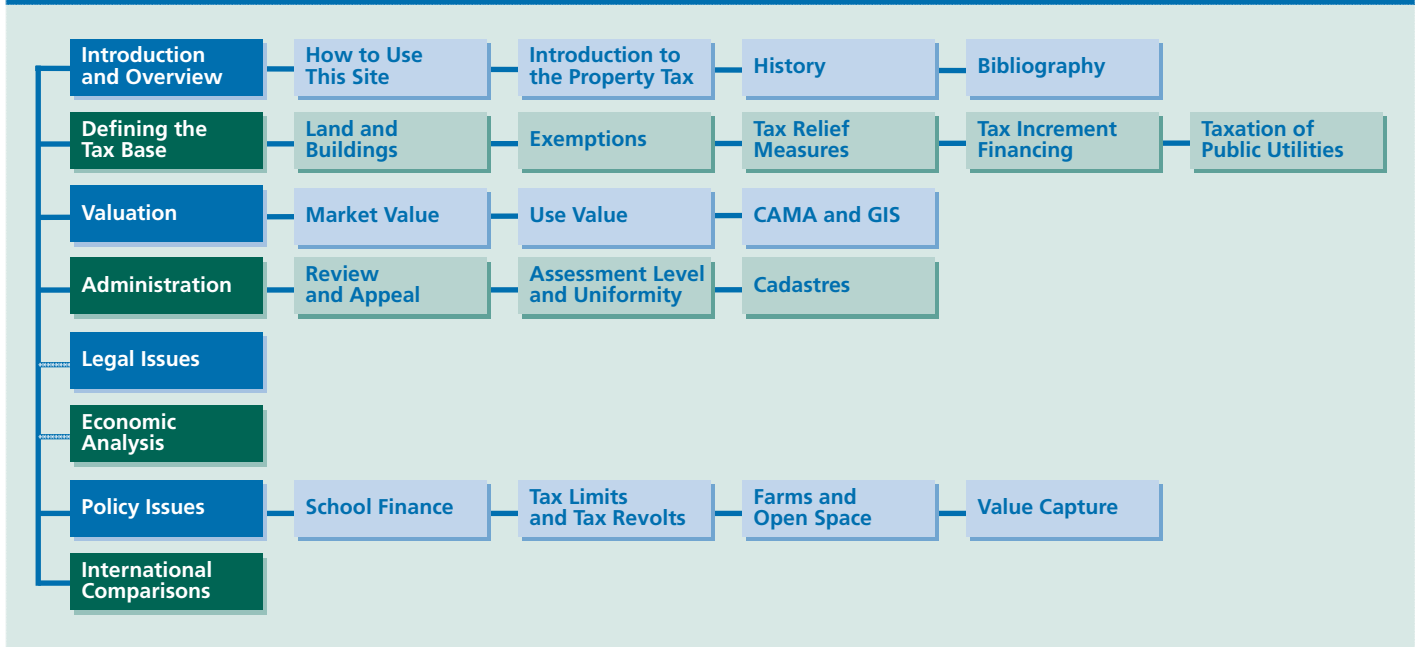 Introduction
and Overview
How to Use
This Site
Introduction to
the Property Tax
History
Bibliography
Defining the
Tax Base
Land and
Buildings
Exemptions
Tax Relief
Measures
Tax Increment
Financing
Taxation of
Public Utilities
Valuation
Market Value
Use Value
CAMA and GIS
Administration
Review
and Appeal
Assessment Level
and Uniformity
Cadastres
Legal Issues
Economic
Analysis
Policy Issues
School Finance
Tax Limits
and Tax Revolts
Farms and
Open Space
Value Capture
International
Comparisons